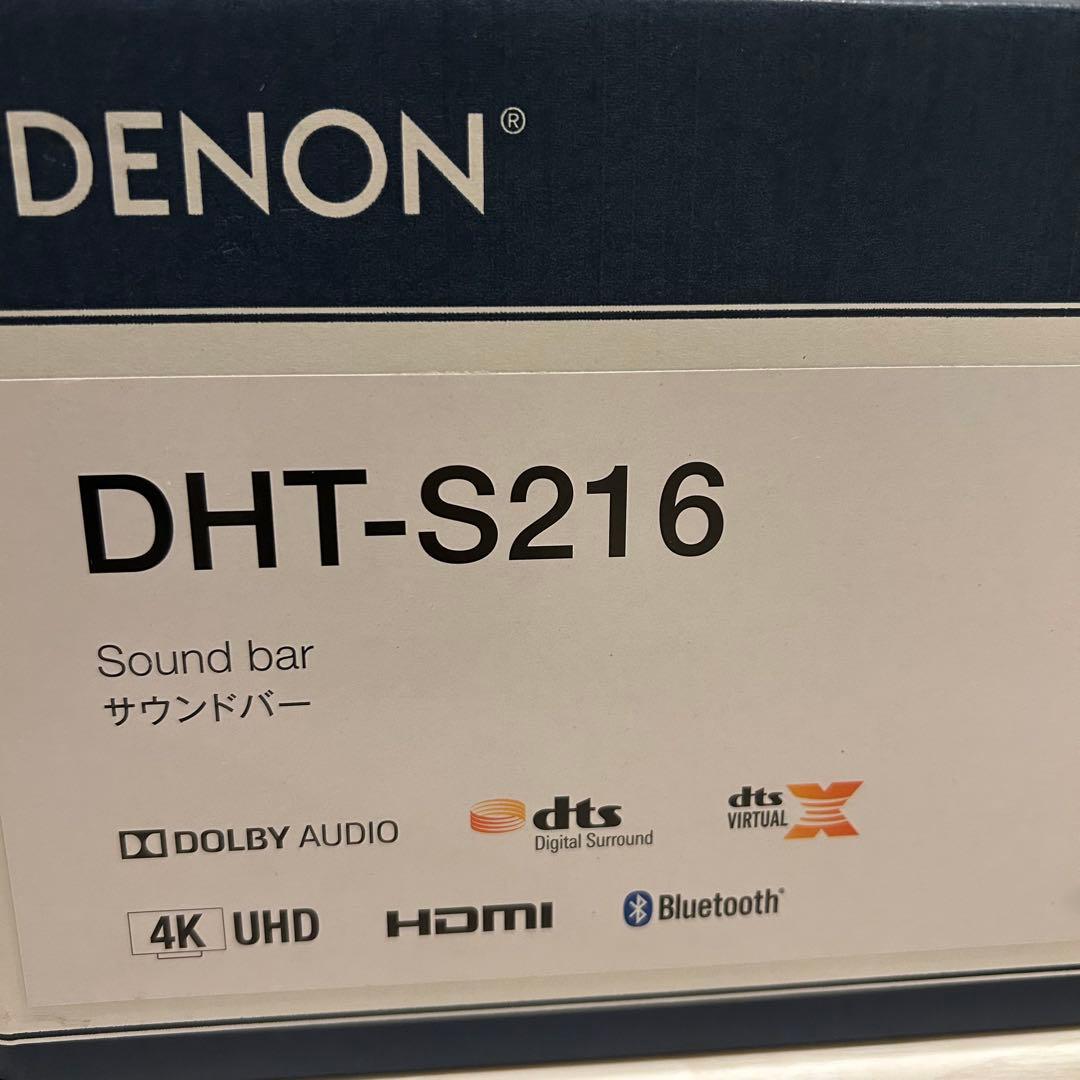 DENON®
DHT-S216
Sound bar
サウンドバー
DOLBY AUDIO
dts Digital Surround
dts VIRTUAL X
4K UHD
HDMI
Bluetooth®